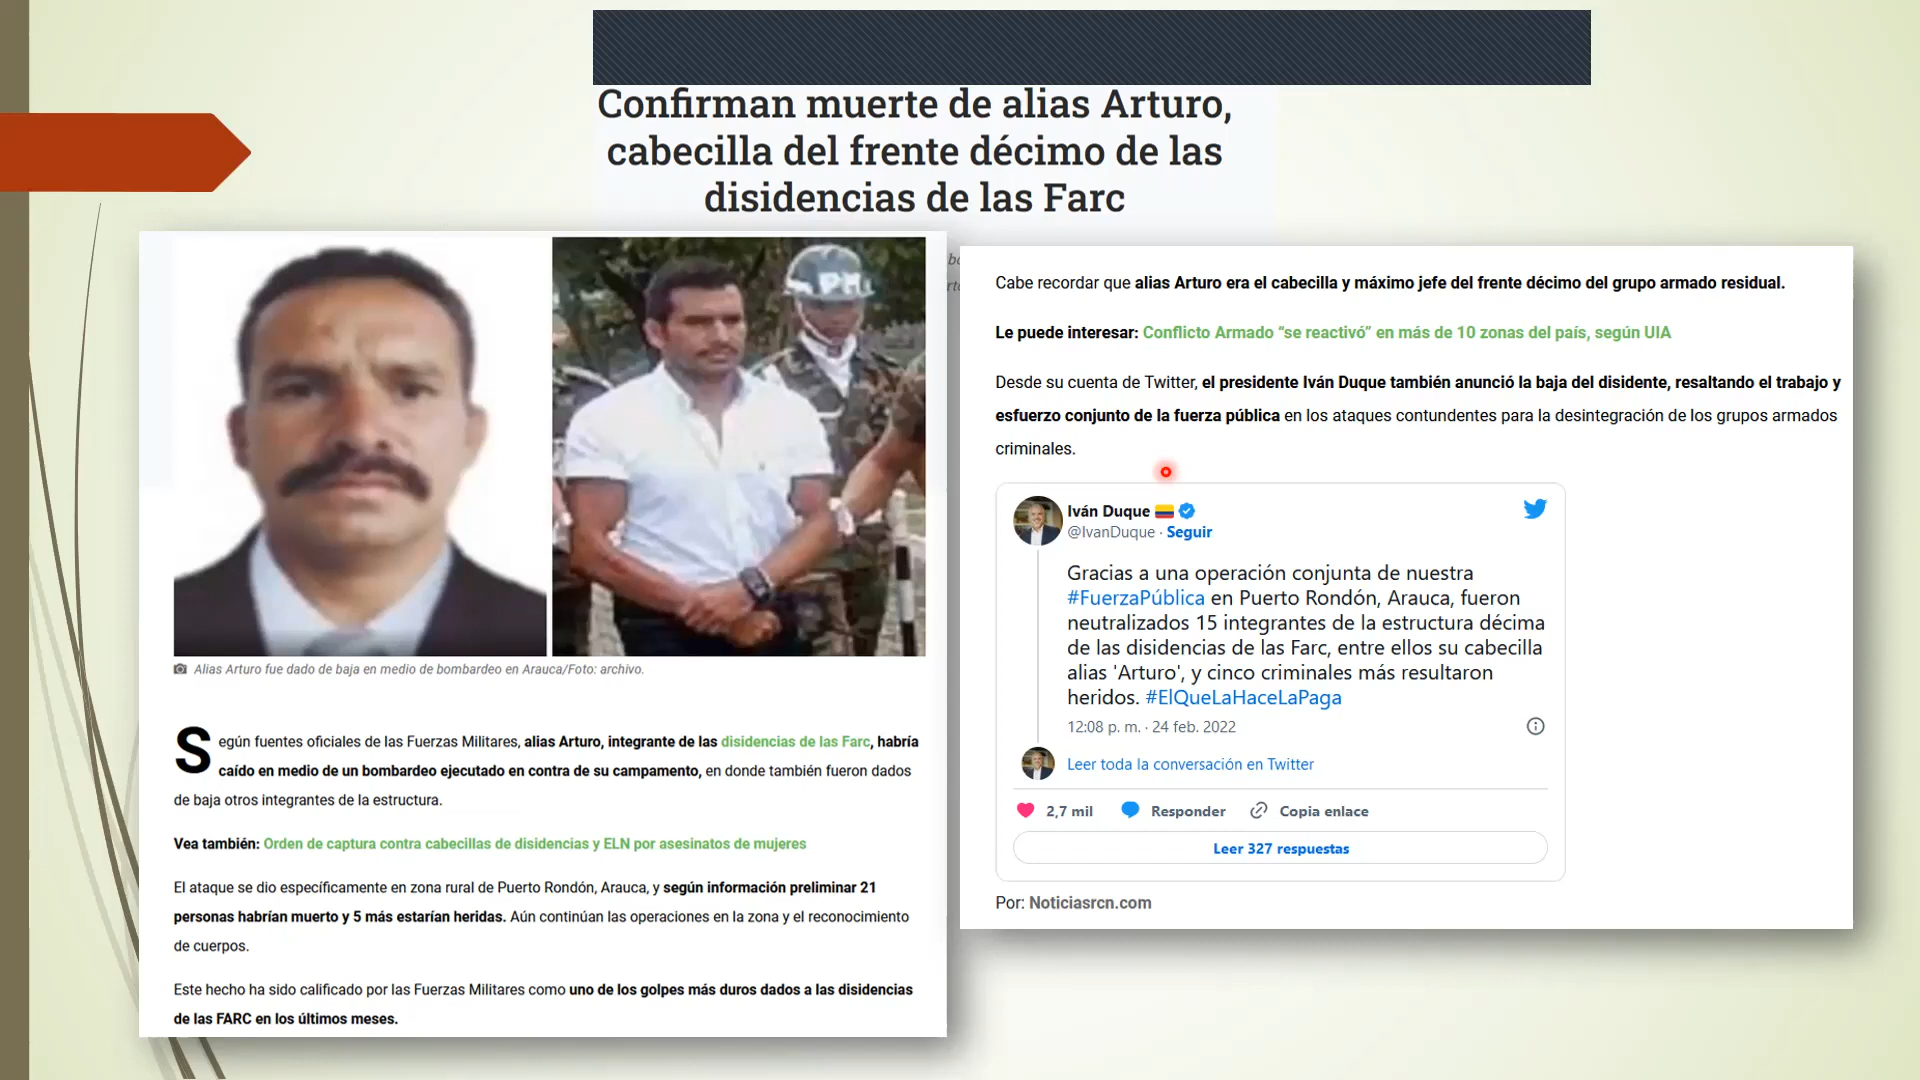 Confirman muerte de alias Arturo,
cabecilla del frente décimo de las
disidencias de las Farc
PM
Alias Arturo fue dado de baja en medio de bombardeo en Arauca/Foto: archivo.
Según fuentes oficiales de las Fuerzas Militares, alias Arturo, integrante de las disidencias de las Farc, habría
caído en medio de un bombardeo ejecutado en contra de su campamento, en donde también fueron dados
de baja otros integrantes de la estructura.
Vea también: Orden de captura contra cabecillas de disidencias y ELN por asesinatos de mujeres
El ataque se dio específicamente en zona rural de Puerto Rondón, Arauca, y según información preliminar 21
personas habrían muerto y 5 más estarían heridas. Aún continúan las operaciones en la zona y el reconocimiento
de cuerpos.
Este hecho ha sido calificado por las Fuerzas Militares como uno de los golpes más duros dados a las disidencias
de las FARC en los últimos meses.
Cabe recordar que alias Arturo era el cabecilla y máximo jefe del frente décimo del grupo armado residual.
Le puede interesar: Conflicto Armado “se reactivó” en más de 10 zonas del país, según UIA
Desde su cuenta de Twitter, el presidente Iván Duque también anunció la baja del disidente, resaltando el trabajo y
esfuerzo conjunto de la fuerza pública en los ataques contundentes para la desintegración de los grupos armados
criminales.
Iván Duque
@IvanDuque · Seguir
Gracias a una operación conjunta de nuestra
#FuerzaPública en Puerto Rondón, Arauca, fueron
neutralizados 15 integrantes de la estructura décima
de las disidencias de las Farc, entre ellos su cabecilla
alias 'Arturo', y cinco criminales más resultaron
heridos. #ElQueLaHaceLaPaga
12:08 p. m. · 24 feb. 2022
Leer toda la conversación en Twitter
2,7 mil Responder Copia enlace
Leer 327 respuestas
Por: Noticiasrcn.com